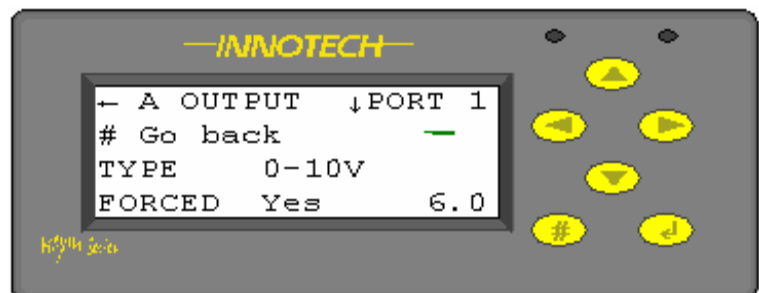 INNOTECH
← A OUTPUT ↓PORT 1
# Go back
TYPE 0-10V
FORCED Yes 6.0
#